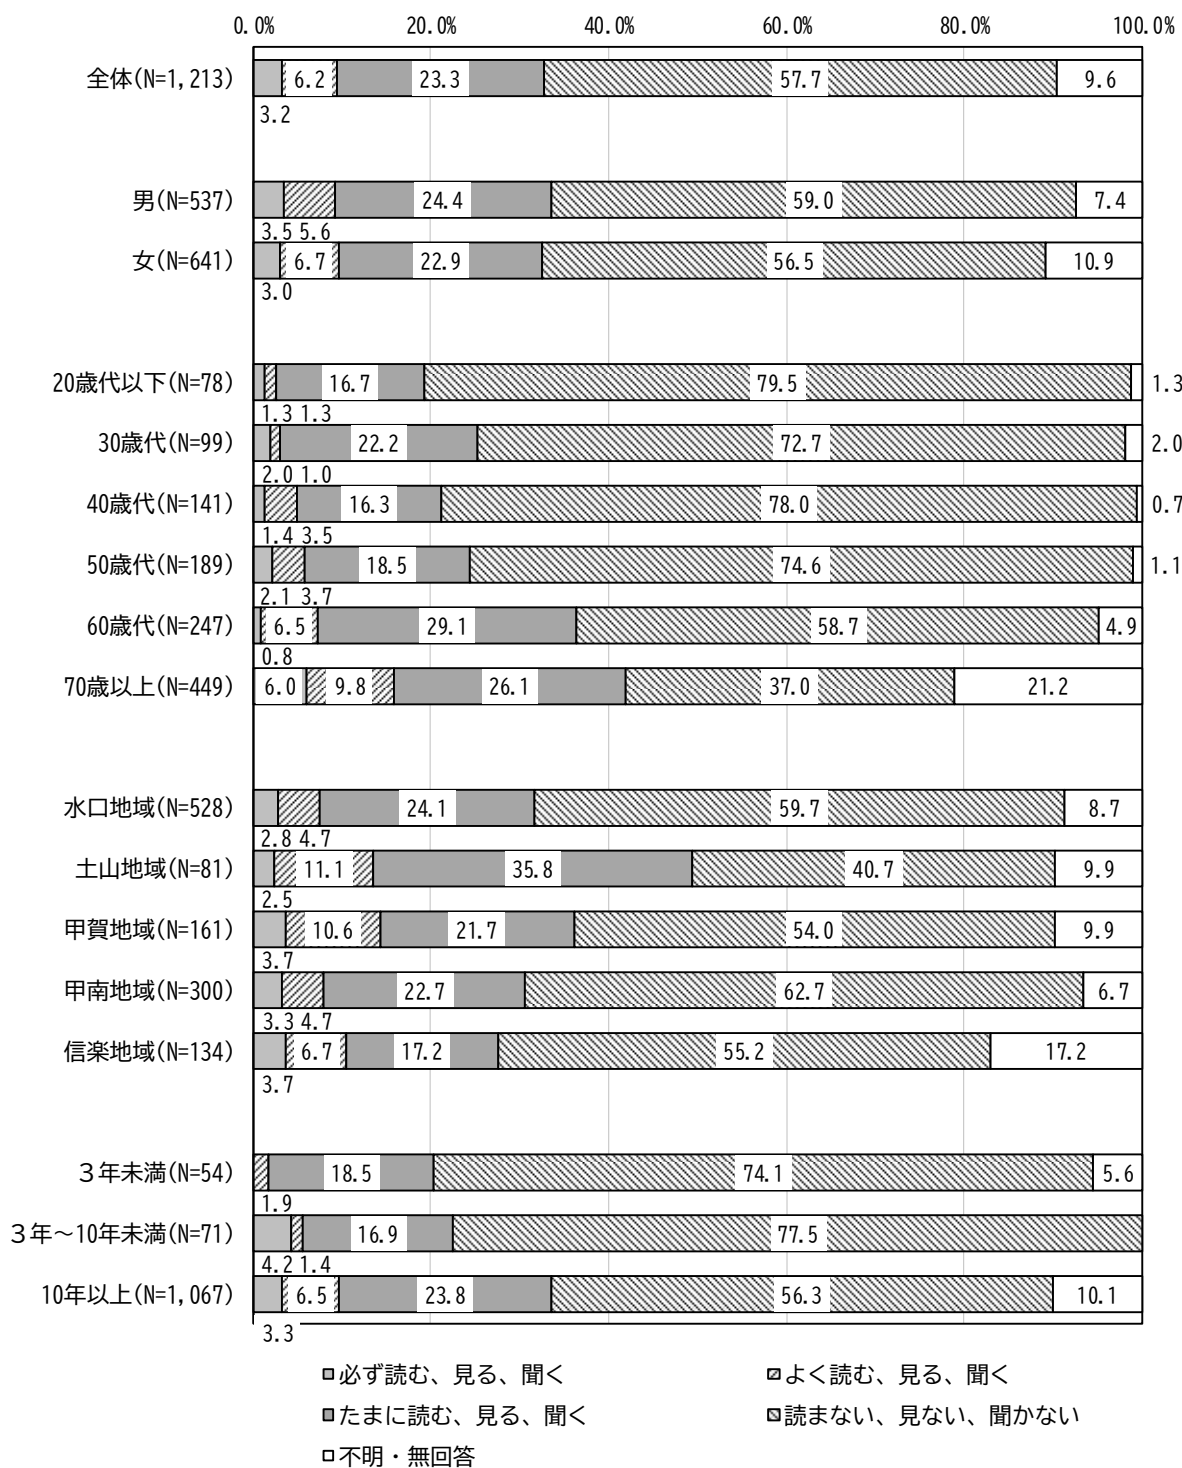 0.0% 20.0% 40.0% 60.0% 80.0% 100.0%
全体(N=1,213) 6.2 23.3 57.7 9.6
3.2
男(N=537) 24.4 59.0 7.4
3.5 5.6
女(N=641) 6.7 22.9 56.5 10.9
3.0
20歳代以下(N=78) 16.7 79.5 1.3
1.3 1.3
30歳代(N=99) 22.2 72.7 2.0
2.0 1.0
40歳代(N=141) 16.3 78.0 0.7
1.4 3.5
50歳代(N=189) 18.5 74.6 1.1
2.1 3.7
60歳代(N=247) 6.5 29.1 58.7 4.9
0.8
70歳以上(N=449) 6.0 9.8 26.1 37.0 21.2
水口地域(N=528) 24.1 59.7 8.7
2.8 4.7
土山地域(N=81) 11.1 35.8 40.7 9.9
2.5
甲賀地域(N=161) 10.6 21.7 54.0 9.9
3.7
甲南地域(N=300) 22.7 62.7 6.7
3.3 4.7
信楽地域(N=134) 6.7 17.2 55.2 17.2
3.7
３年未満(N=54) 18.5 74.1 5.6
1.9
３年～10年未満(N=71) 16.9 77.5
4.2 1.4
10年以上(N=1,067) 6.5 23.8 56.3 10.1
3.3
必ず読む、見る、聞く よく読む、見る、聞く
たまに読む、見る、聞く 読まない、見ない、聞かない
不明・無回答